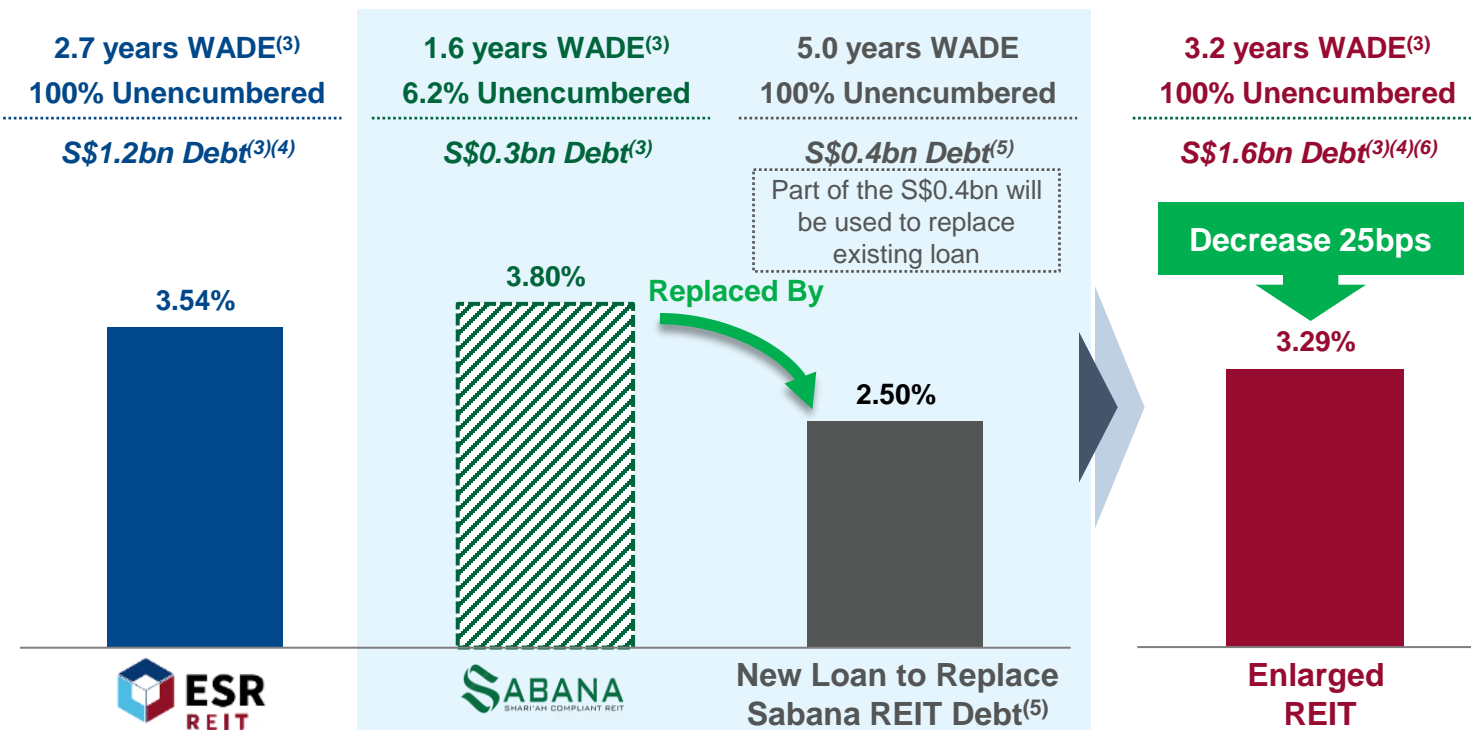 2.7 years WADE(3)
100% Unencumbered
S$1.2bn Debt(3)(4)
3.54%
ESR
REIT
1.6 years WADE(3)
6.2% Unencumbered
S$0.3bn Debt(3)
3.80%
Replaced By
SABANA
SHARI'AH COMPLIANT REIT
5.0 years WADE
100% Unencumbered
S$0.4bn Debt(5)
Part of the S$0.4bn will
be used to replace
existing loan
2.50%
New Loan to Replace
Sabana REIT Debt(5)
3.2 years WADE(3)
100% Unencumbered
S$1.6bn Debt(3)(4)(6)
Decrease 25bps
3.29%
Enlarged
REIT